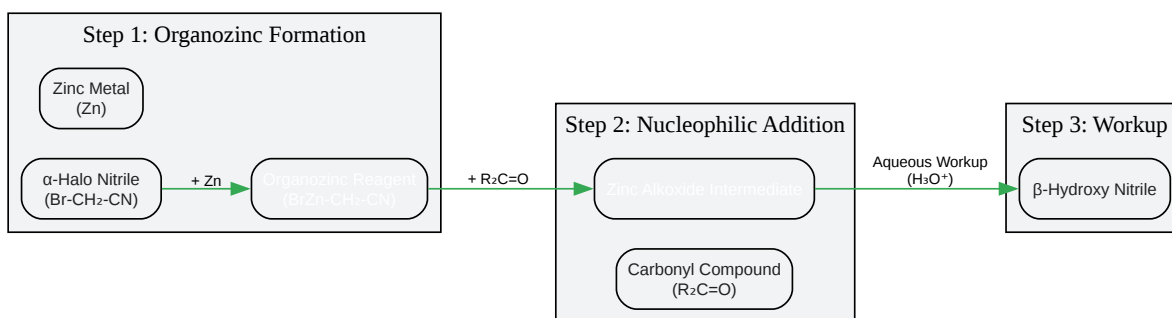 Step 1: Organozinc Formation
Zinc Metal
(Zn)
α-Halo Nitrile
(Br-CH₂-CN)
+ Zn
Organozinc Reagent
(BrZn-CH₂-CN)
+ R₂C=O
Step 2: Nucleophilic Addition
Zinc Alkoxide Intermediate
Carbonyl Compound
(R₂C=O)
Aqueous Workup
(H₃O⁺)
Step 3: Workup
β-Hydroxy Nitrile